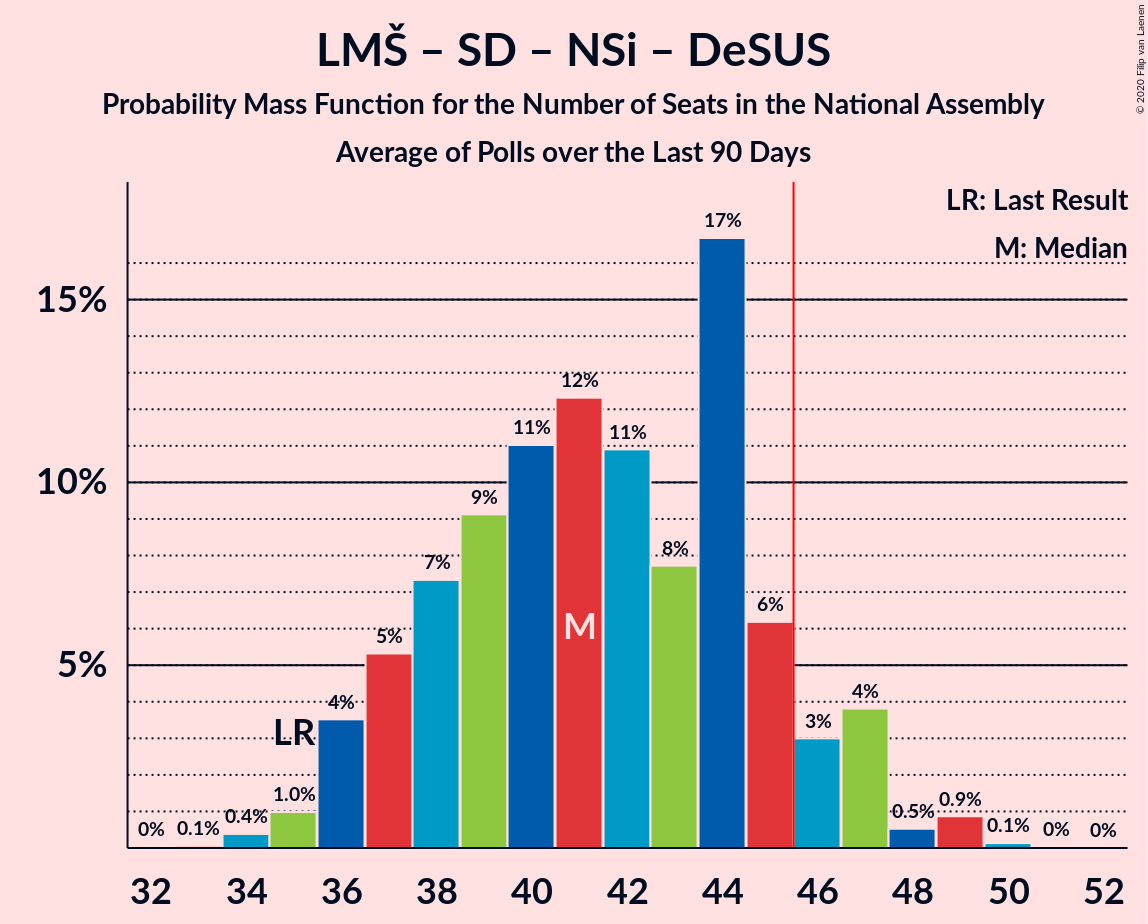 LMŠ – SD – NSi – DeSUS
Probability Mass Function for the Number of Seats in the National Assembly
Average of Polls over the Last 90 Days
© 2020 Filip van Laenen
LR: Last Result
M: Median
15%
10%
5%
0%
0.1%
0.4%
1.0%
LR
4%
5%
7%
9%
11%
12%
M
11%
8%
17%
6%
3%
4%
0.5%
0.9%
0.1%
0%
0%
32 34 36 38 40 42 44 46 48 50 52